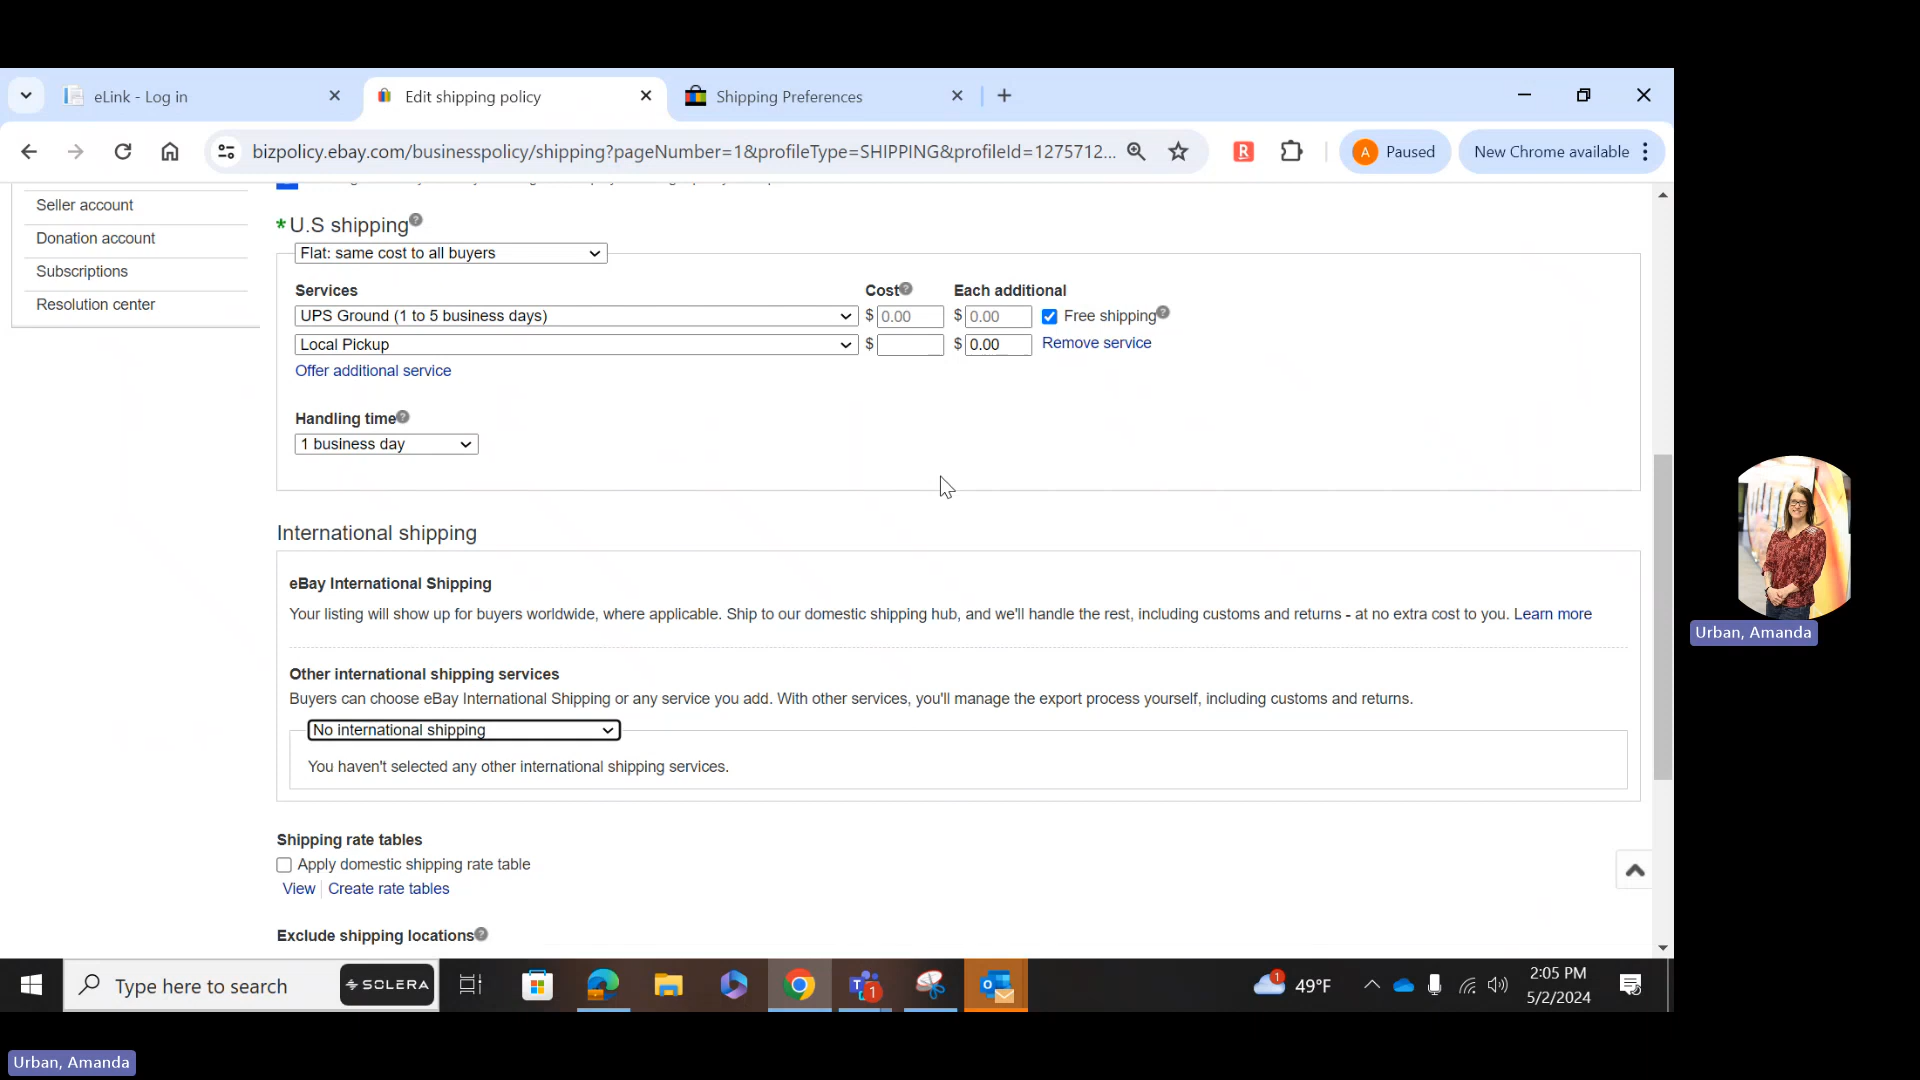 eLink - Log in
Edit shipping policy
Shipping Preferences
bizpolicy.ebay.com/businesspolicy/shipping?pageNumber=1&profileType=SHIPPING&profileId=1275712...
R
A Paused
New Chrome available
Seller account
Donation account
Subscriptions
Resolution center
*U.S shipping
Flat: same cost to all buyers
Services Cost Each additional
UPS Ground (1 to 5 business days) $ 0.00 $ 0.00 Free shipping
Local Pickup $ $ 0.00 Remove service
Offer additional service
Handling time
1 business day
International shipping
eBay International Shipping
Your listing will show up for buyers worldwide, where applicable. Ship to our domestic shipping hub, and we'll handle the rest, including customs and returns - at no extra cost to you. Learn more
Other international shipping services
Buyers can choose eBay International Shipping or any service you add. With other services, you'll manage the export process yourself, including customs and returns.
No international shipping
You haven't selected any other international shipping services.
Shipping rate tables
Apply domestic shipping rate table
View Create rate tables
Exclude shipping locations
Type here to search
SOLERA
1
1
49°F
2:05 PM
5/2/2024
Urban, Amanda
Urban, Amanda